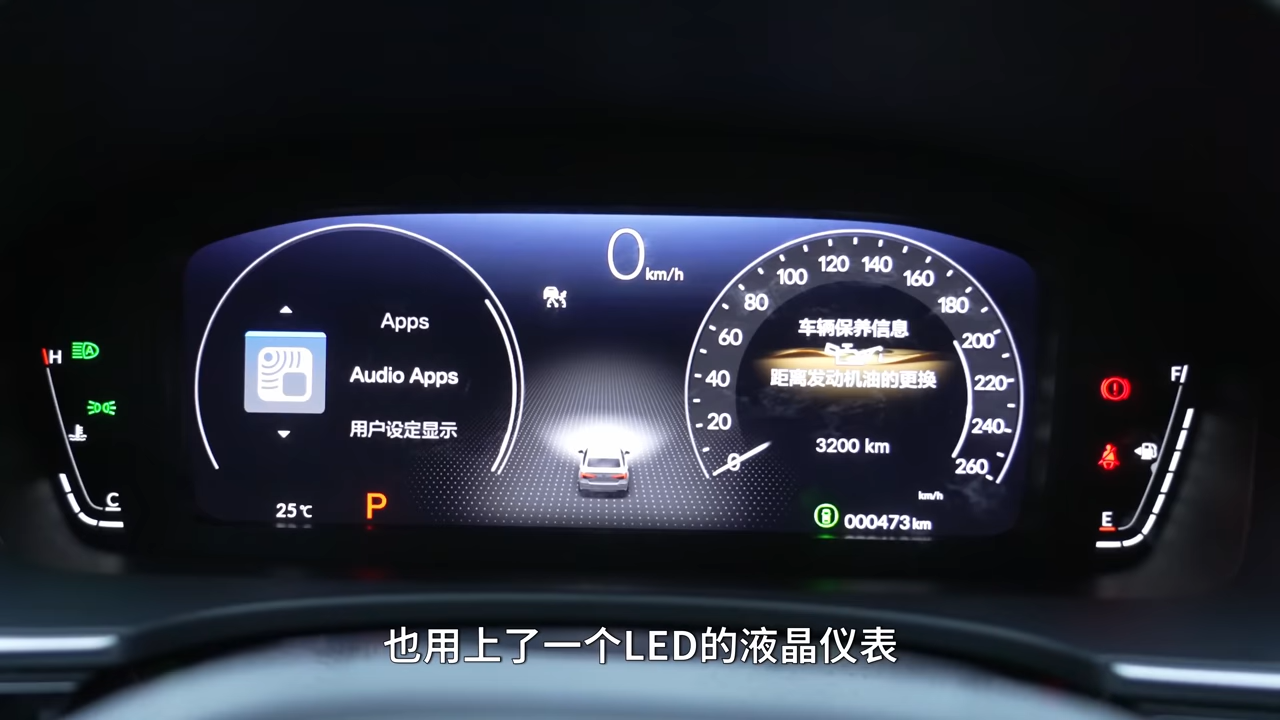 0 km/h
Apps
Audio Apps
用户设定显示
25℃
P
H
A
C
0
20
40
60
80
100
120
140
160
180
200
220
240
260
车辆保养信息
距离发动机油的更换
3200 km
km/h
000473 km
F
E
也用上了一个LED的液晶仪表